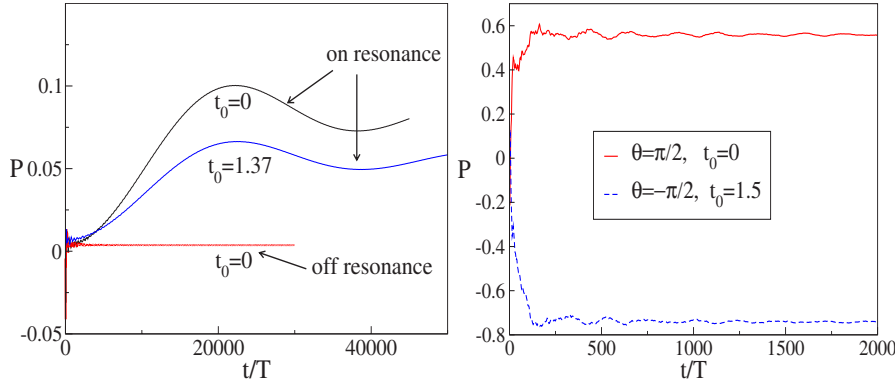 0.1
0.05
0
-0.05
P
0
20000
40000
t/T
on resonance
t₀=0
t₀=1.37
t₀=0
off resonance
0.6
0.4
0.2
0
-0.2
-0.4
-0.6
-0.8
P
0
500
1000
1500
2000
t/T
θ=π/2, t₀=0
θ=−π/2, t₀=1.5